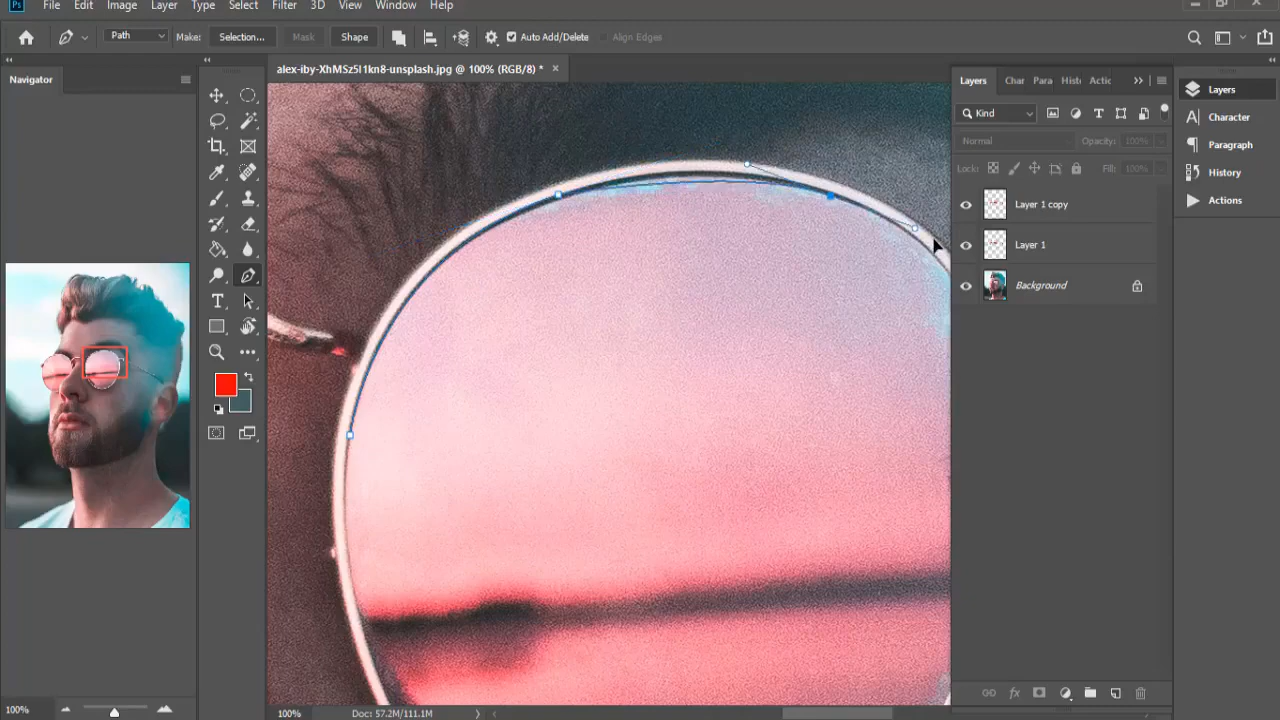 Ps File Edit Image Layer Type Select Filter 3D View Window Help
Path Make: Selection... Mask Shape Auto Add/Delete Align Edges
Navigator
alex-iby-XhMSz5I1kn8-unsplash.jpg @ 100% (RGB/8) *
Layers Char Para Hist Actio
Kind
Normal Opacity: 100%
Lock: Fill: 100%
Layer 1 copy
Layer 1
Background
Layers
Character
Paragraph
History
Actions
100%
100% Doc: 57.2M/111.1M